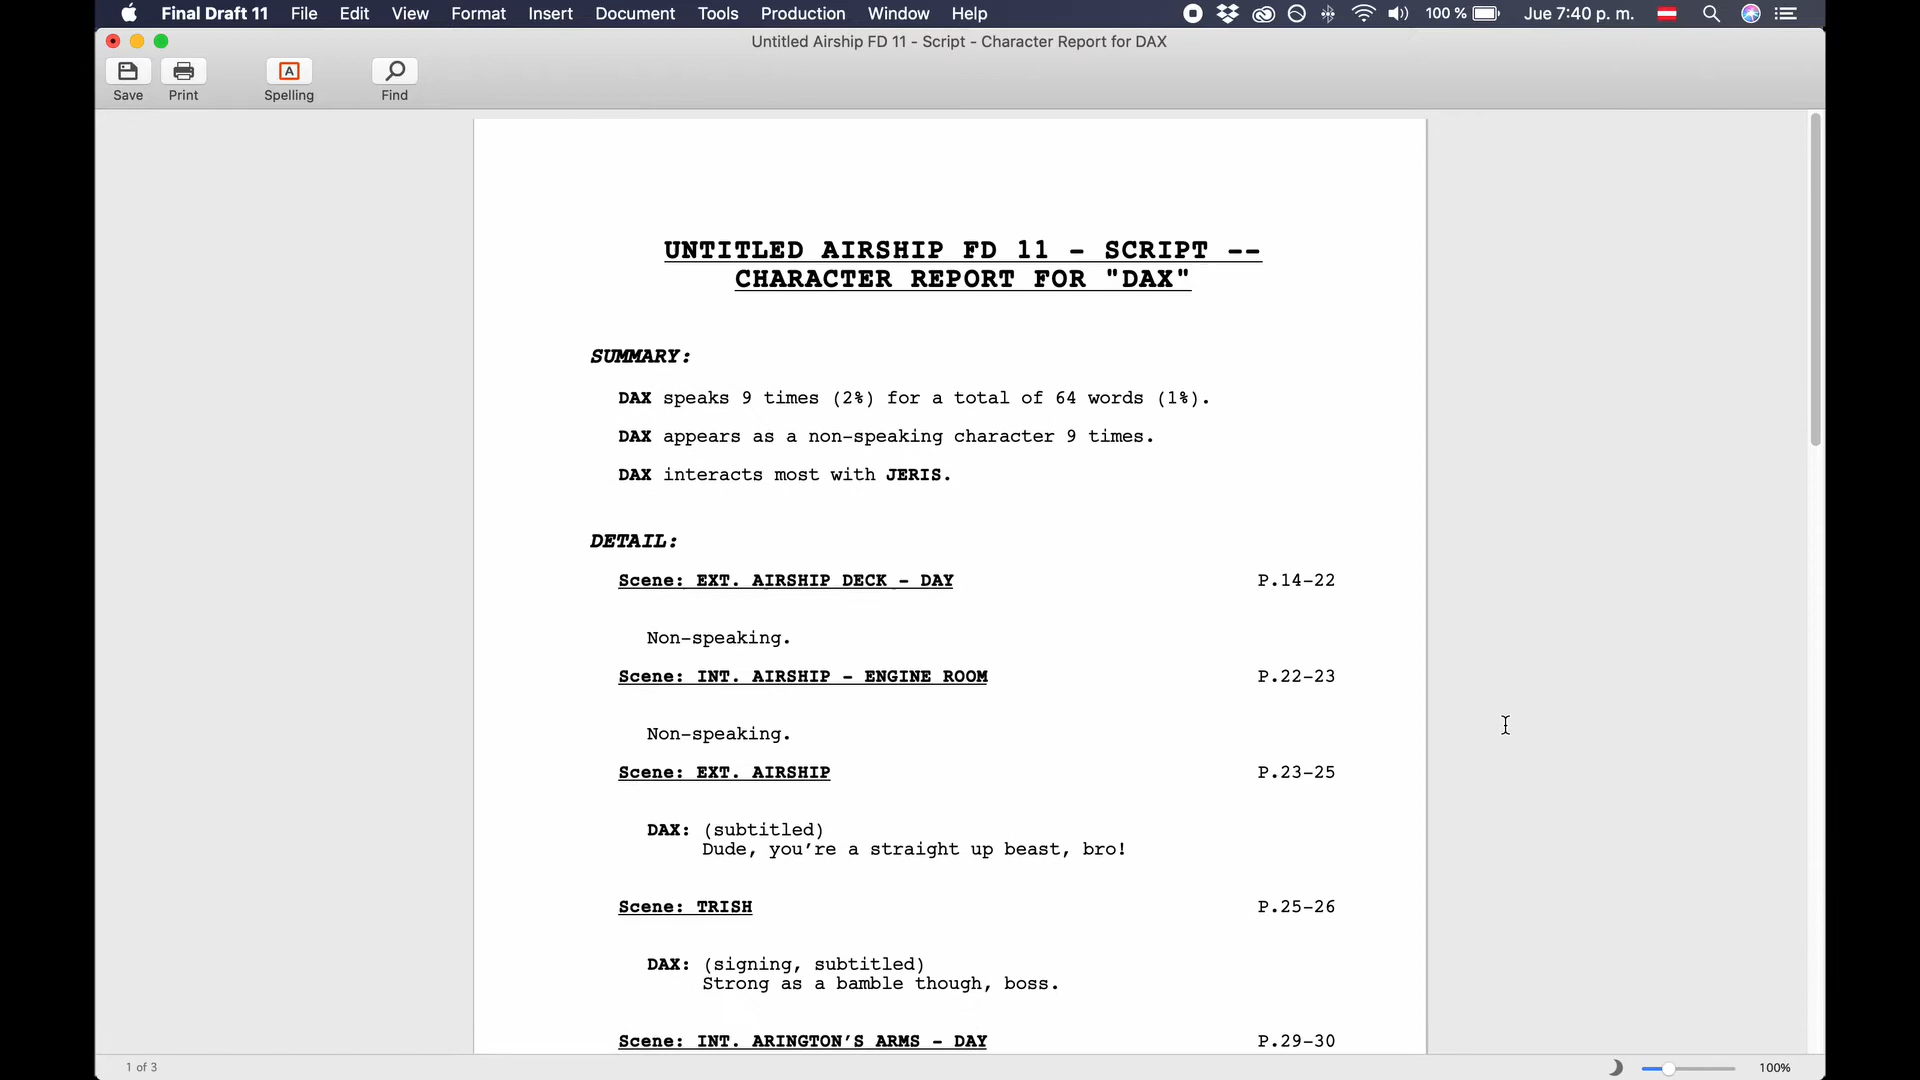 Final Draft 11 File Edit View Format Insert Document Tools Production Window Help 100 % Jue 7:40 p. m.
Untitled Airship FD 11 - Script - Character Report for DAX
A
Save Print Spelling Find
UNTITLED AIRSHIP FD 11 - SCRIPT --
CHARACTER REPORT FOR "DAX"
SUMMARY:
DAX speaks 9 times (2%) for a total of 64 words (1%).
DAX appears as a non-speaking character 9 times.
DAX interacts most with JERIS.
DETAIL:
Scene: EXT. AIRSHIP DECK - DAY P.14-22
Non-speaking.
Scene: INT. AIRSHIP - ENGINE ROOM P.22-23
Non-speaking.
Scene: EXT. AIRSHIP P.23-25
DAX: (subtitled)
Dude, you're a straight up beast, bro!
Scene: TRISH P.25-26
DAX: (signing, subtitled)
Strong as a bamble though, boss.
Scene: INT. ARINGTON'S ARMS - DAY P.29-30
1 of 3 100%